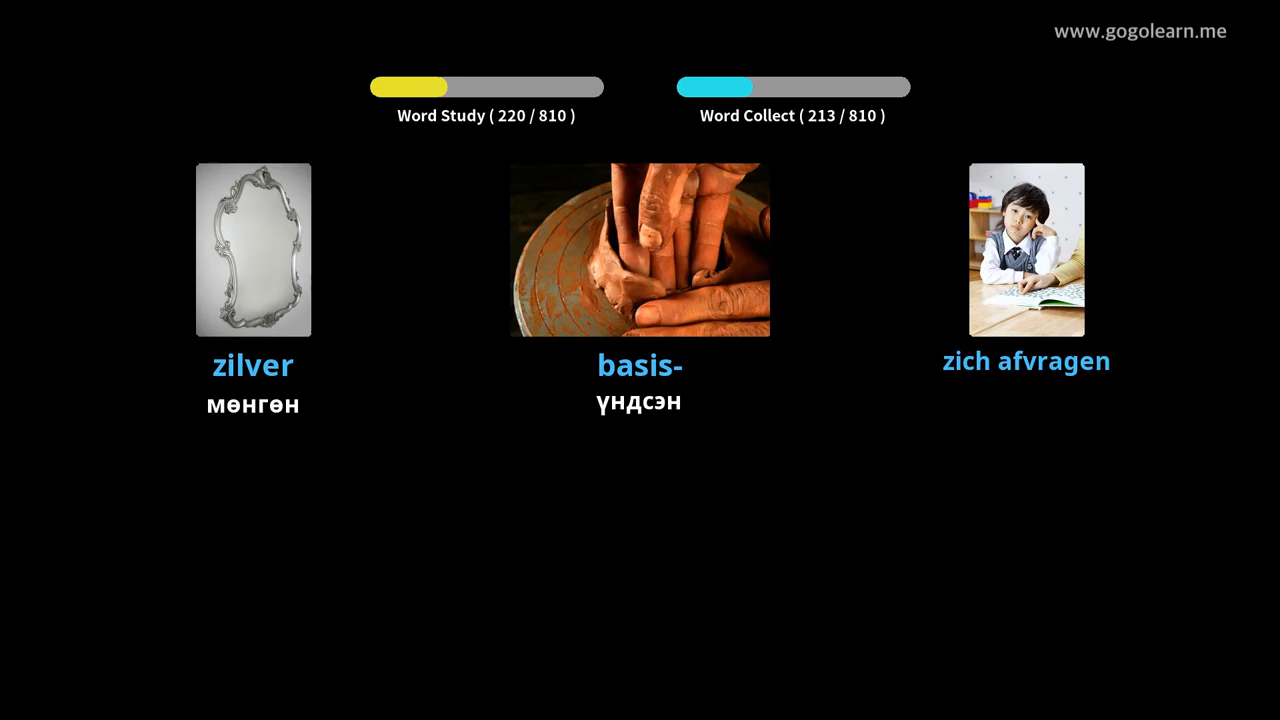 www.gogolearn.me
Word Study ( 220 / 810 )
Word Collect ( 213 / 810 )
zilver
мөнгөн
basis-
үндсэн
zich afvragen